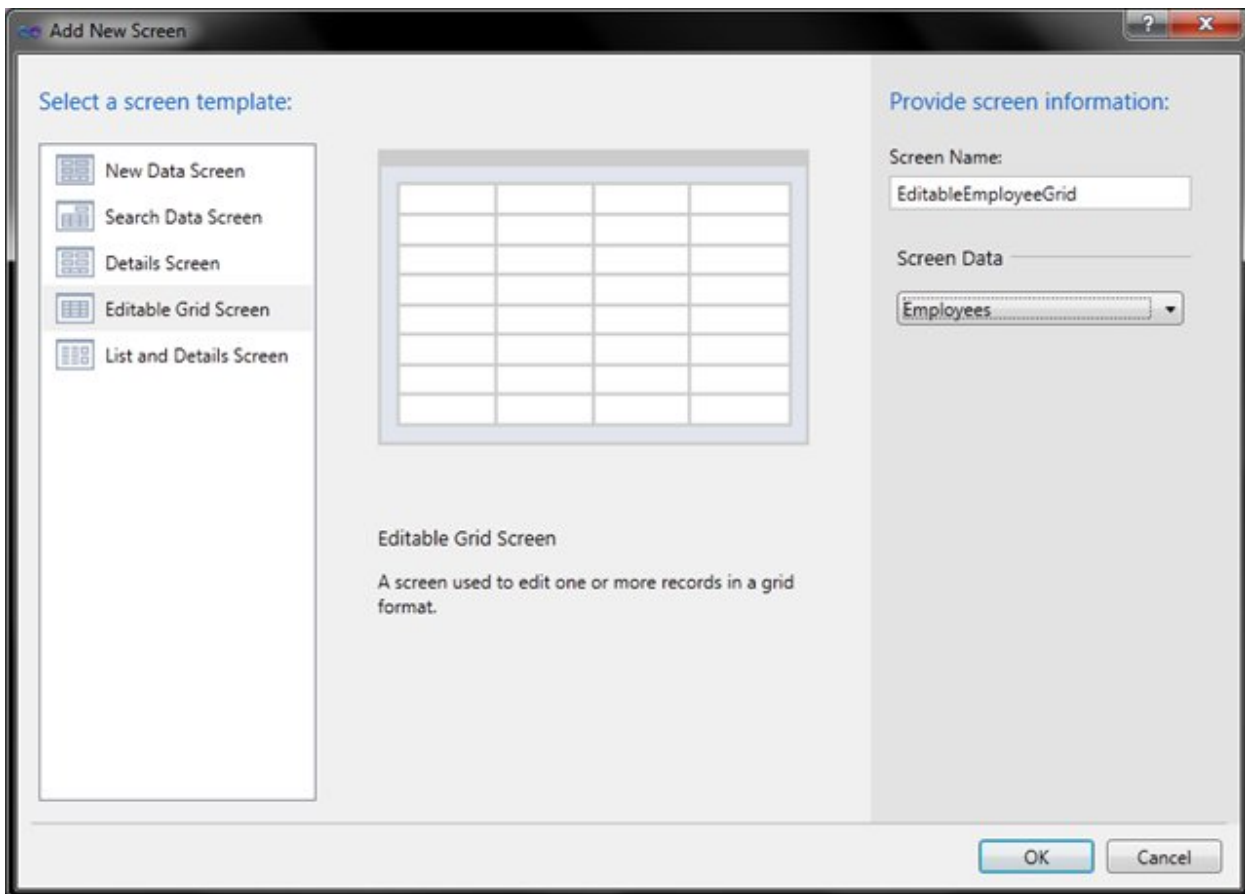 Add New Screen
?
X
Select a screen template:
New Data Screen
Search Data Screen
Details Screen
Editable Grid Screen
List and Details Screen
Editable Grid Screen
A screen used to edit one or more records in a grid
format.
Provide screen information:
Screen Name:
EditableEmployeeGrid
Screen Data
Employees
OK
Cancel